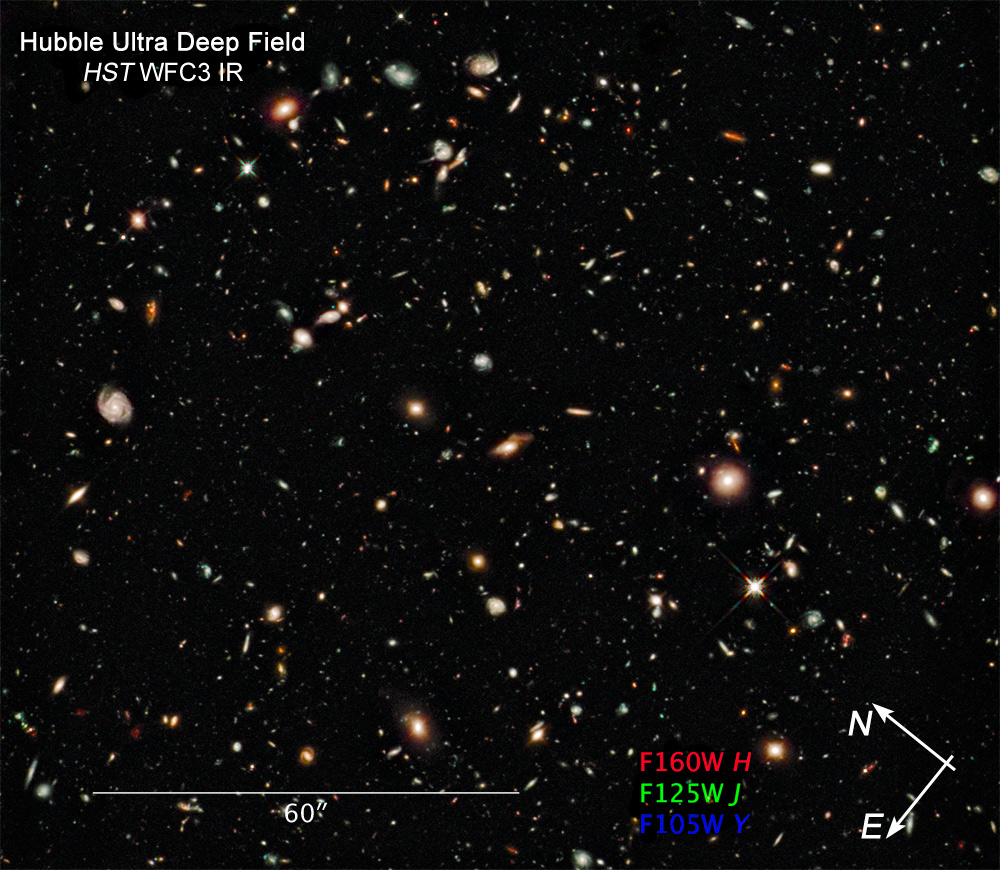 Hubble Ultra Deep Field
HST WFC3 IR
60″
F160W H
F125W J
F105W Y
N
E